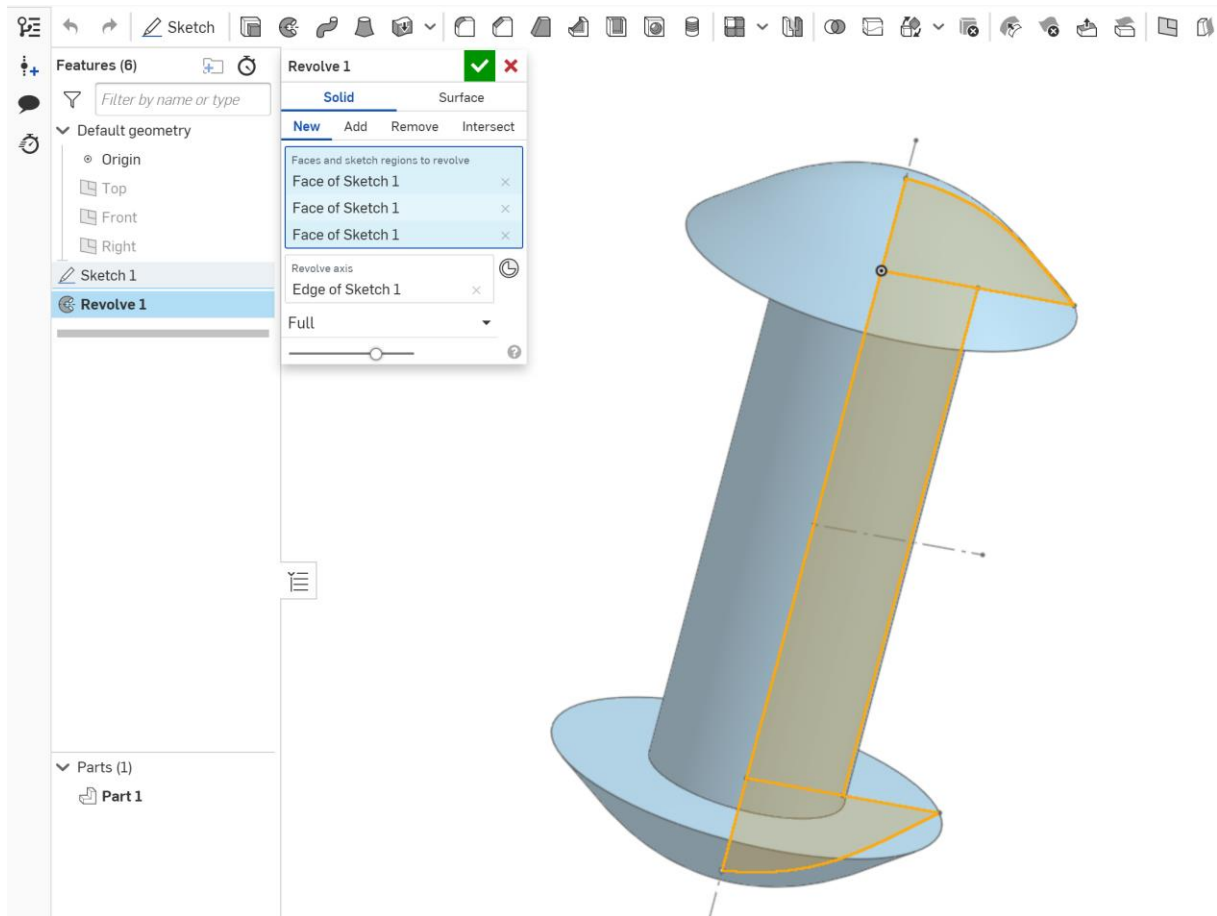 Sketch
Features (6)
Filter by name or type
Default geometry
Origin
Top
Front
Right
Sketch 1
Revolve 1
Revolve 1
Solid Surface
New Add Remove Intersect
Faces and sketch regions to revolve
Face of Sketch 1
Face of Sketch 1
Face of Sketch 1
Revolve axis
Edge of Sketch 1
Full
Parts (1)
Part 1